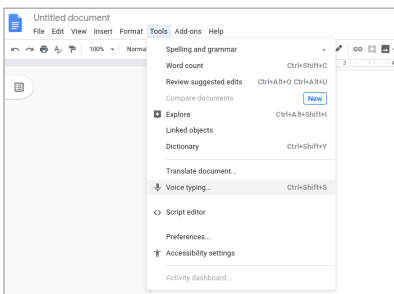 Untitled document
File Edit View Insert Format Tools Add-ons Help
100% Norma
Spelling and grammar
Word count Ctrl+Shift+C
Review suggested edits Ctrl+Alt+O Ctrl+Alt+U
Compare documents New
Explore Ctrl+Alt+Shift+I
Linked objects
Dictionary Ctrl+Shift+Y
Translate document...
Voice typing... Ctrl+Shift+S
Script editor
Preferences...
Accessibility settings
Activity dashboard...
3 4